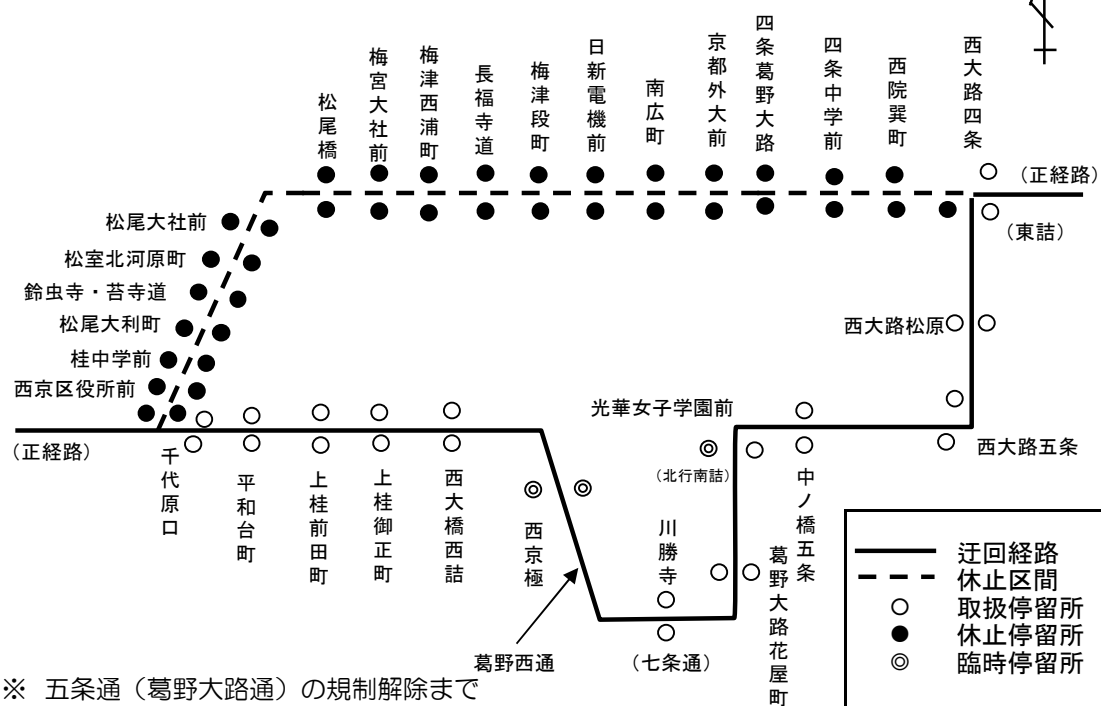 松尾橋
梅宮大社前
梅津西浦町
長福寺道
梅津段町
日新電機前
南広町
京都外大前
四条葛野大路
四条中学前
西院巽町
西大路四条
(正経路)
(東詰)
松尾大社前
松室北河原町
鈴虫寺・苔寺道
松尾大利町
桂中学前
西京区役所前
西大路松原
光華女子学園前
(北行南詰)
西大路五条
(正経路)
千代原口
平和台町
上桂前田町
上桂御正町
西大橋西詰
西京極
川勝寺
中ノ橋五条
葛野大路花屋町
葛野西通
(七条通)
迂回経路
休止区間
取扱停留所
休止停留所
臨時停留所
※ 五条通(葛野大路通)の規制解除まで